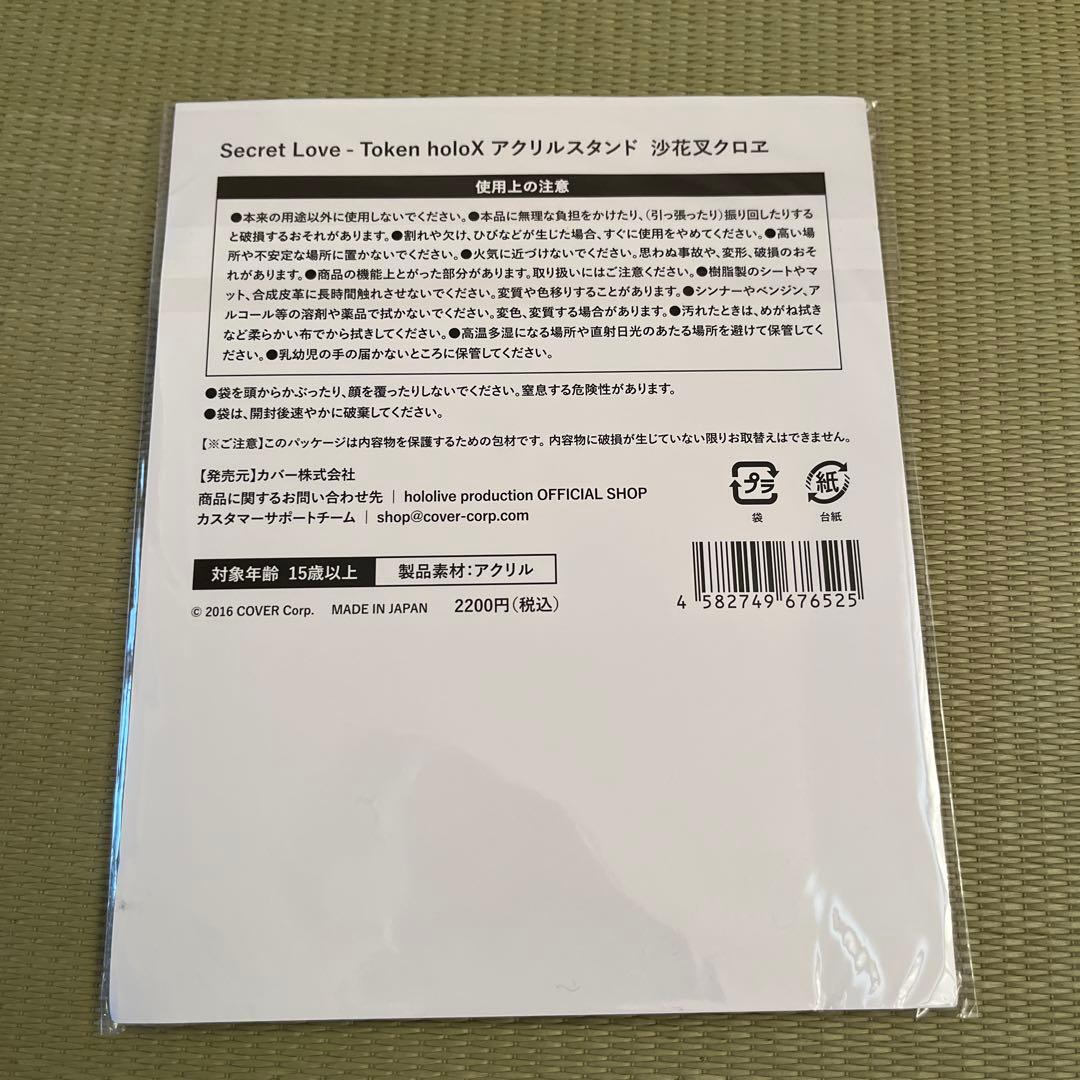 Secret Love - Token holoX アクリルスタンド 沙花叉クロヱ
使用上の注意
●本来の用途以外に使用しないでください。●本品に無理な負担をかけたり、(引っ張ったり)振り回したりする
と破損するおそれがあります。●割れや欠け、ひびなどが生じた場合、すぐに使用をやめてください。●高い場
所や不安定な場所に置かないでください。●火気に近づけないでください。思わぬ事故や、変形、破損のおそ
れがあります。●商品の機能上とがった部分があります。取り扱いにはご注意ください。●樹脂製のシートやマ
ット、合成皮革に長時間触れさせないでください。変質や色移りすることがあります。●シンナーやベンジン、ア
ルコール等の溶剤や薬品で拭かないでください。変色、変質する場合があります。●汚れたときは、めがね拭き
など柔らかい布でから拭きしてください。●高温多湿になる場所や直射日光のあたる場所を避けて保管してく
ださい。●乳幼児の手の届かないところに保管してください。
●袋を頭からかぶったり、顔を覆ったりしないでください。窒息する危険性があります。
●袋は、開封後速やかに破棄してください。
【※ご注意】このパッケージは内容物を保護するための包材です。内容物に破損が生じていない限りお取替えはできません。
【発売元】カバー株式会社
商品に関するお問い合わせ先 | hololive production OFFICIAL SHOP
カスタマーサポートチーム | shop@cover-corp.com
プラ
袋
紙
台紙
対象年齢 15歳以上 製品素材:アクリル
© 2016 COVER Corp. MADE IN JAPAN 2200円(税込)
4 582749 676525